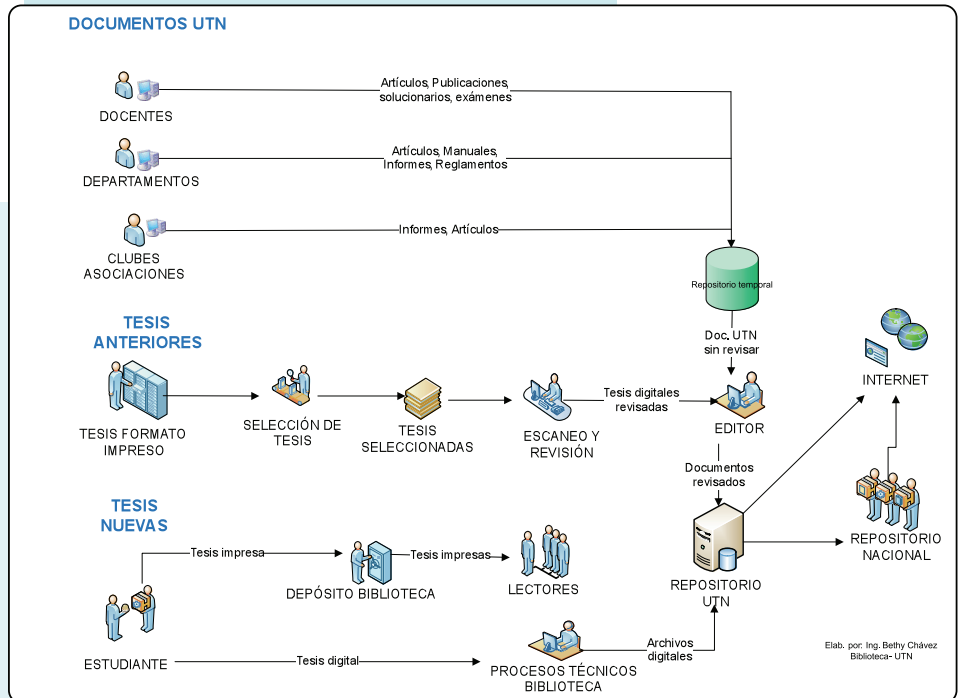 DOCUMENTOS UTN
Artículos, Publicaciones,
solucionarios, exámenes
DOCENTES
Artículos, Manuales,
Informes, Reglamentos
DEPARTAMENTOS
Informes, Artículos
CLUBES
ASOCIACIONES
Repositorio temporal
Doc. UTN
sin revisar
TESIS
ANTERIORES
TESIS FORMATO
IMPRESO
SELECCIÓN DE
TESIS
TESIS
SELECCIONADAS
ESCANEO Y
REVISIÓN
Tesis digitales
revisadas
EDITOR
INTERNET
Documentos
revisados
TESIS
NUEVAS
Tesis impresa
DEPÓSITO BIBLIOTECA
Tesis impresas
LECTORES
REPOSITORIO
UTN
REPOSITORIO
NACIONAL
ESTUDIANTE
Tesis digital
PROCESOS TÉCNICOS
BIBLIOTECA
Archivos
digitales
Elab. por: Ing. Bethy Chávez
Biblioteca- UTN